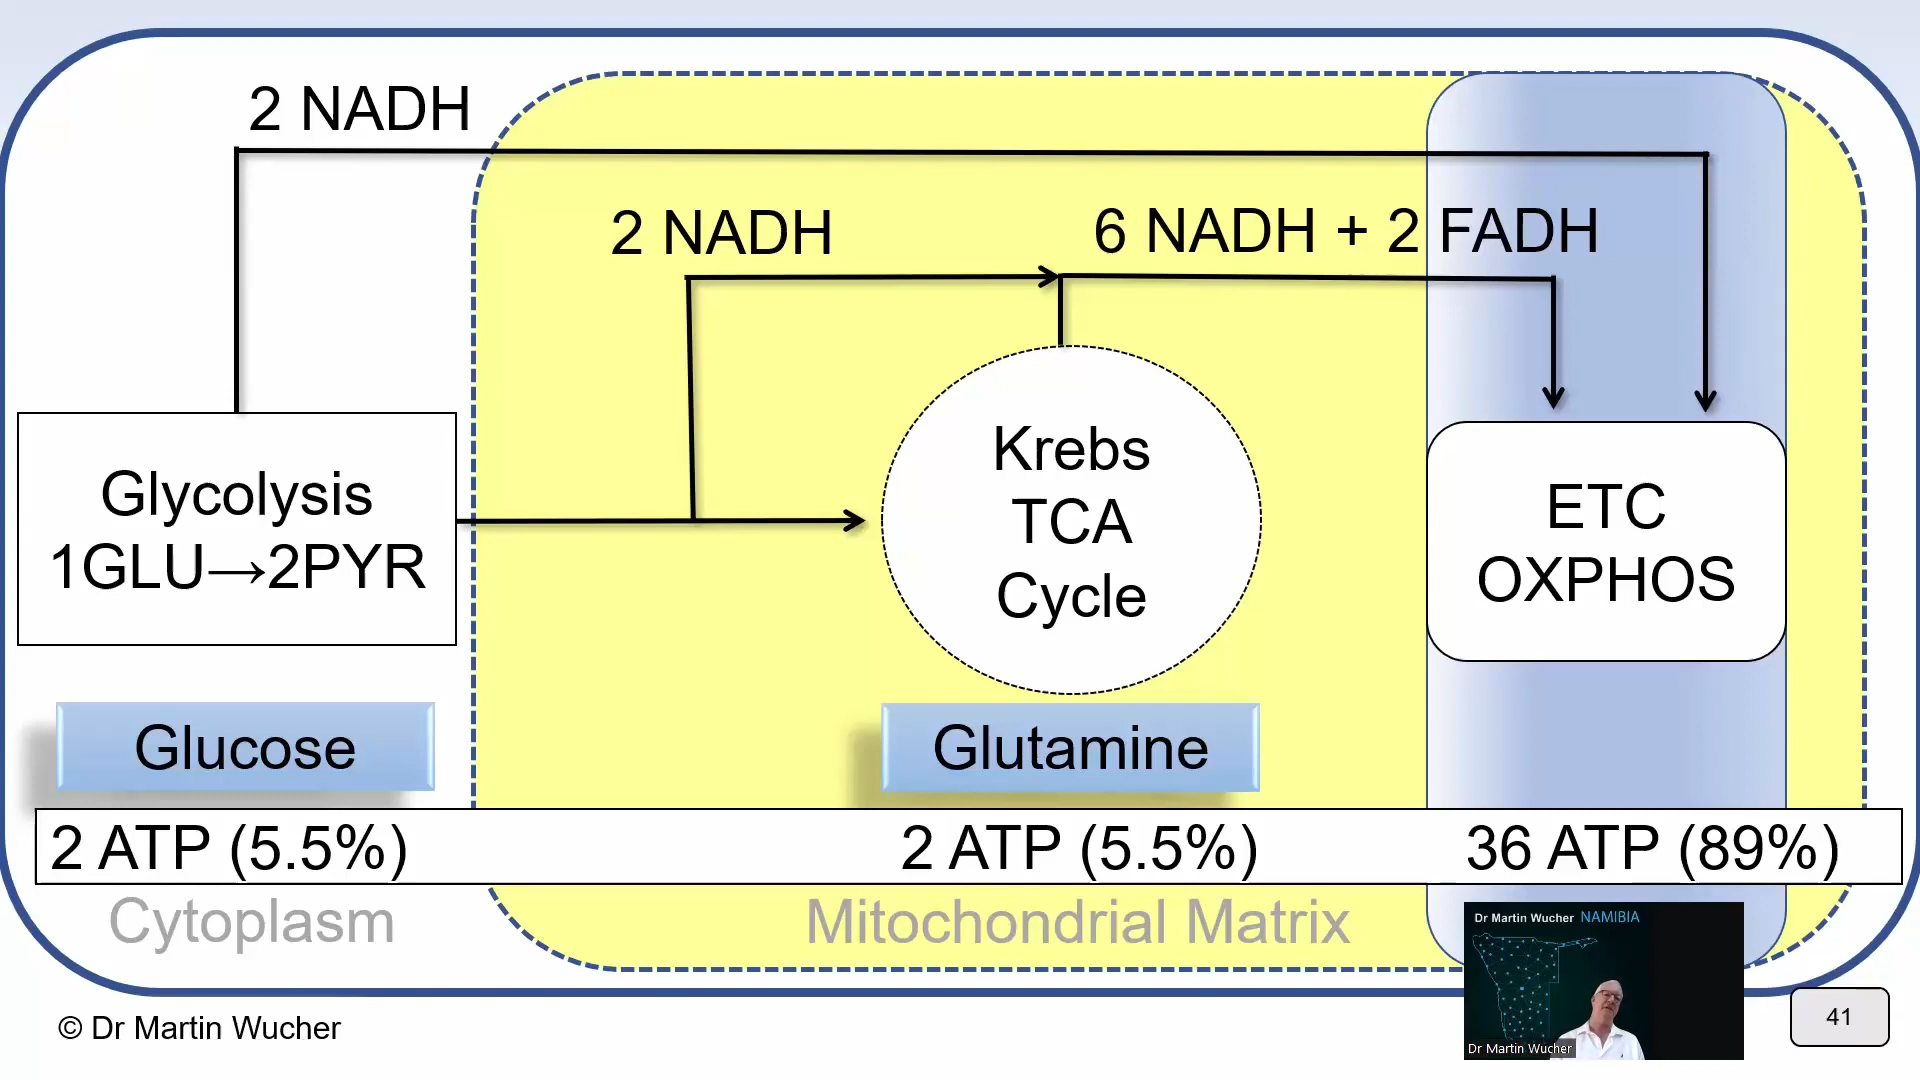 2 NADH
2 NADH
6 NADH + 2 FADH
Glycolysis
1GLU→2PYR
Krebs
TCA
Cycle
ETC
OXPHOS
Glucose
Glutamine
2 ATP (5.5%)
2 ATP (5.5%)
36 ATP (89%)
Cytoplasm
Mitochondrial Matrix
Dr Martin Wucher NAMIBIA
Dr Martin Wucher
© Dr Martin Wucher
41